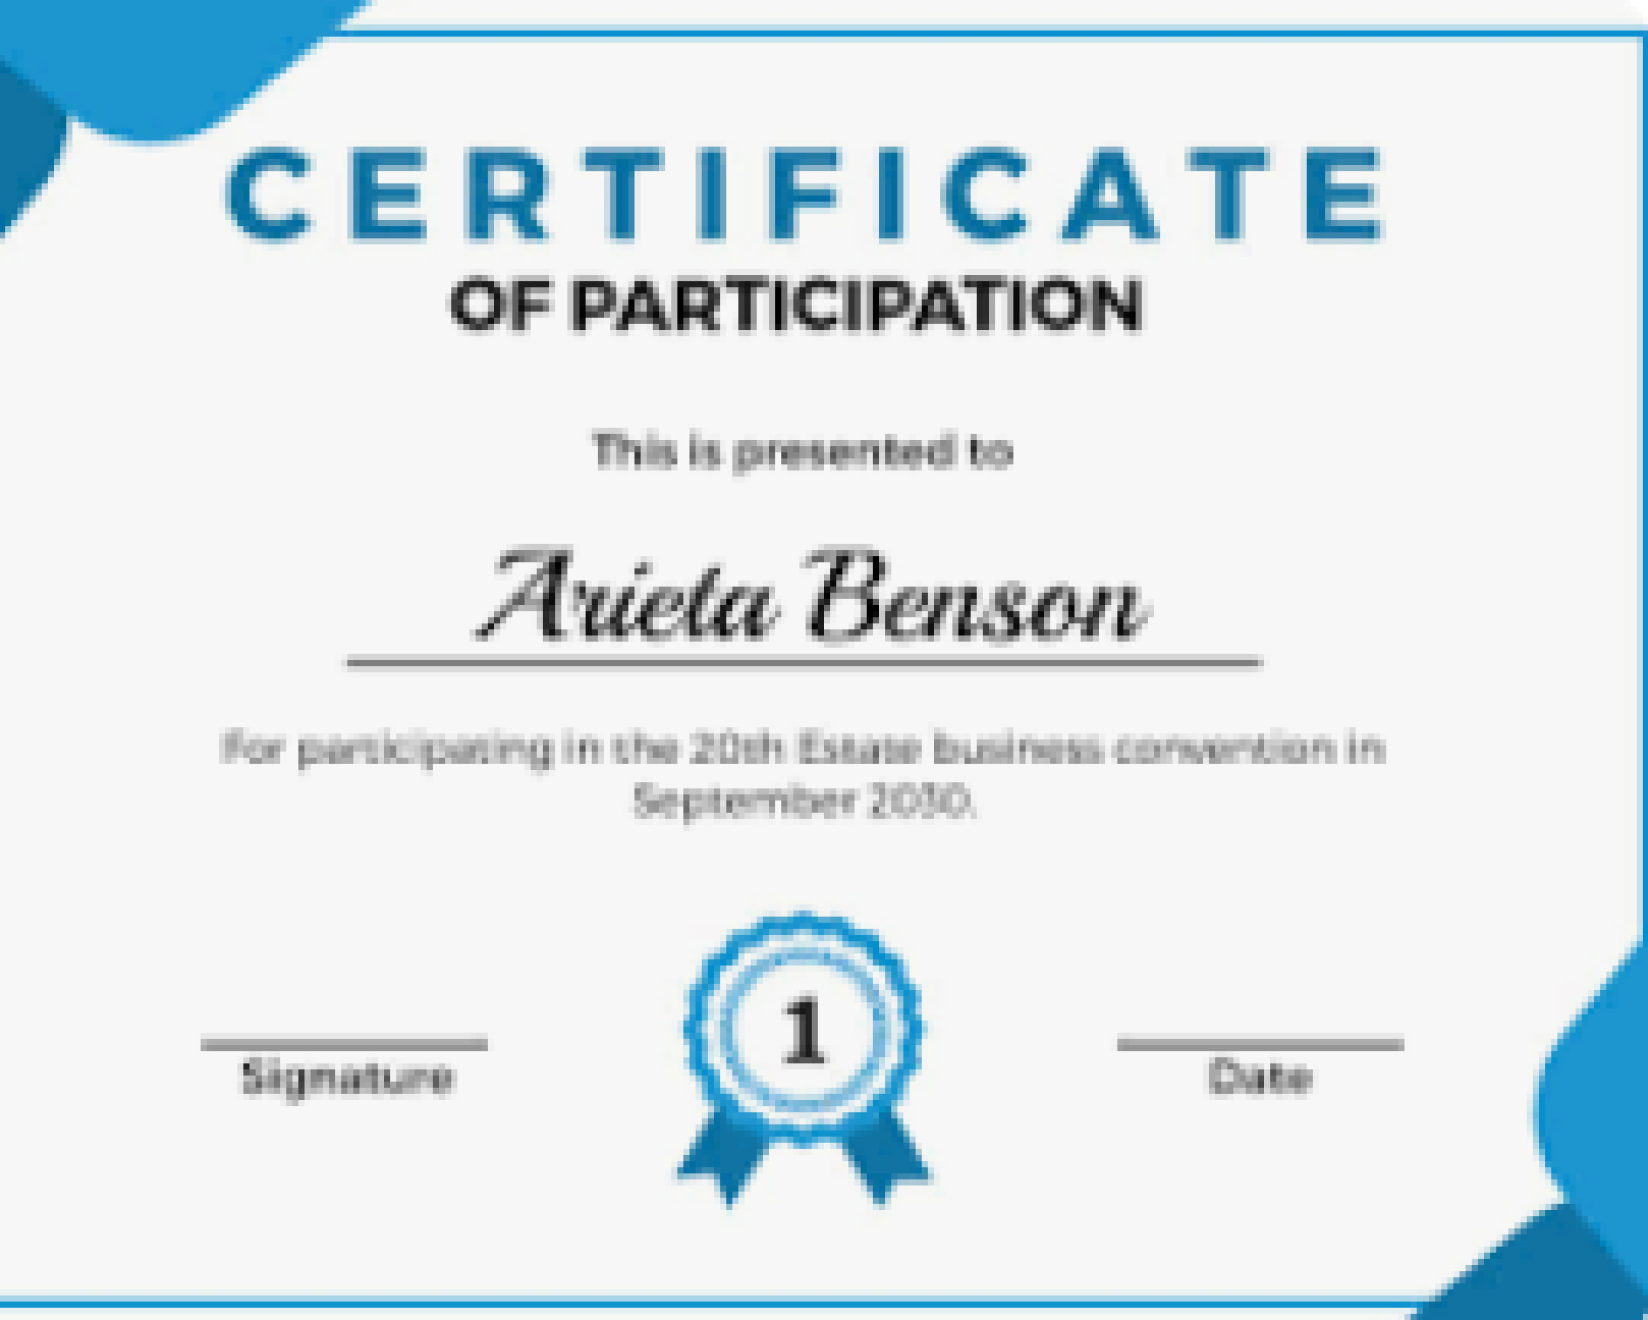 CERTIFICATE
OF PARTICIPATION
This is presented to
Arieta Benson
For participating in the 20th Estate business convention in
September 2030.
1
Signature
Date